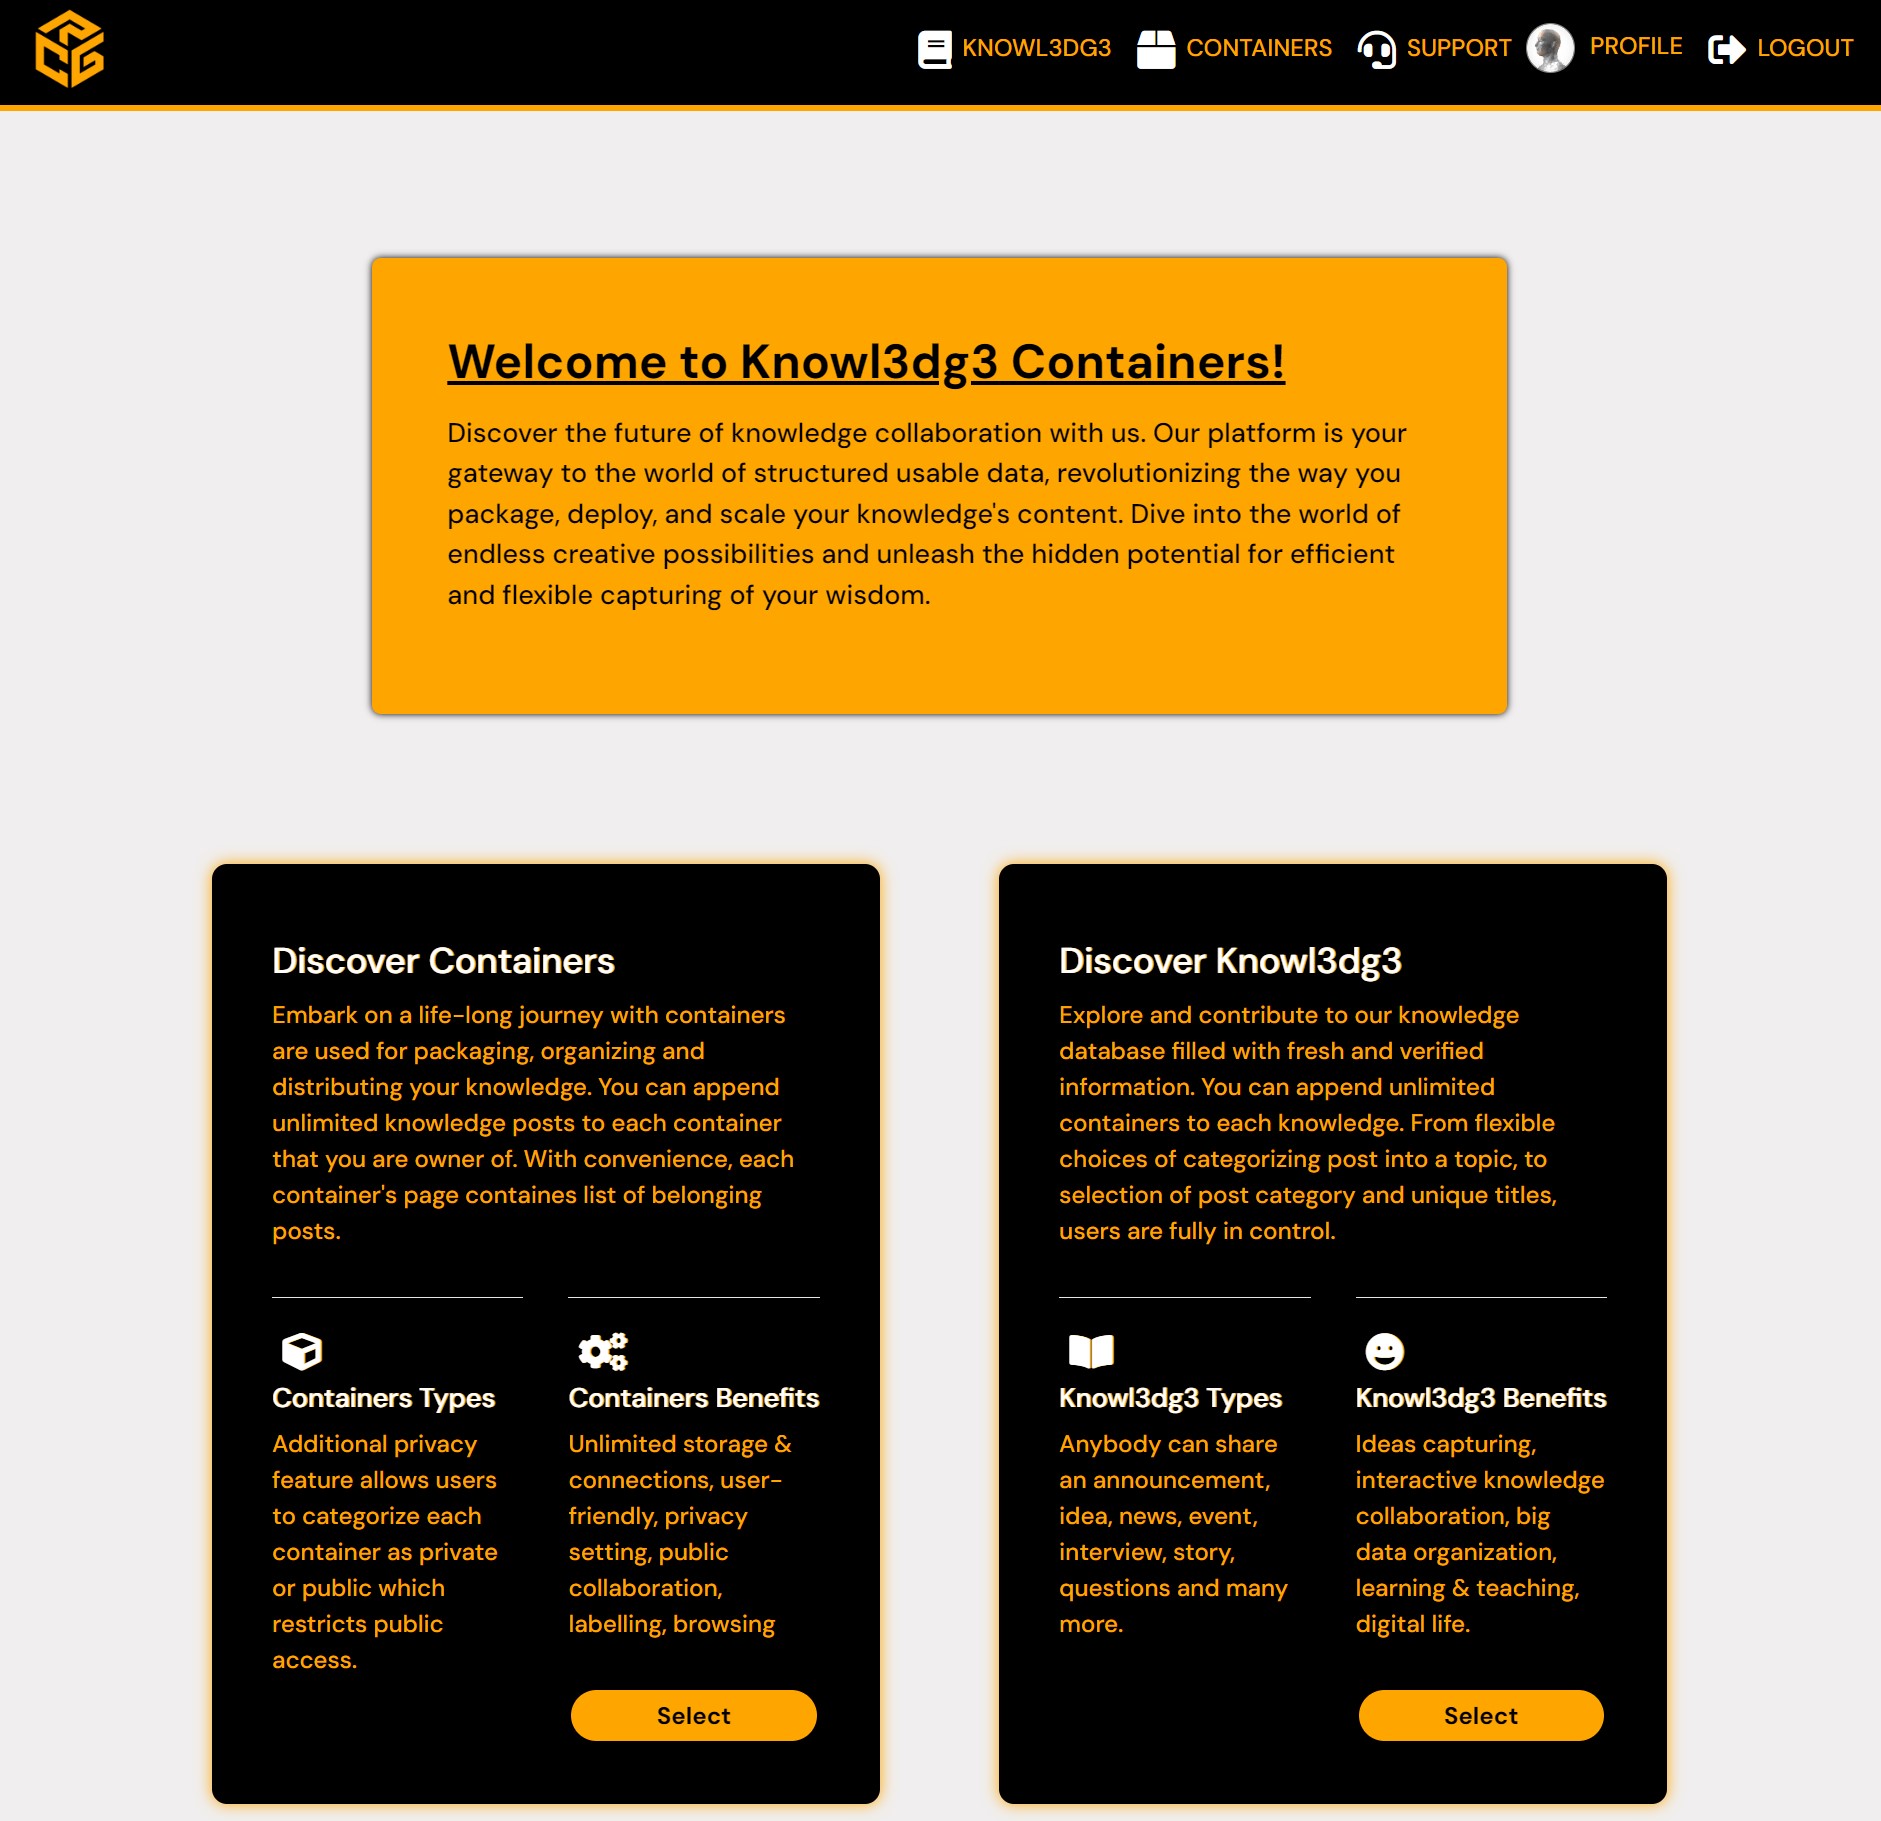 KNOWL3DG3 CONTAINERS SUPPORT PROFILE LOGOUT
Welcome to Knowl3dg3 Containers!
Discover the future of knowledge collaboration with us. Our platform is your
gateway to the world of structured usable data, revolutionizing the way you
package, deploy, and scale your knowledge's content. Dive into the world of
endless creative possibilities and unleash the hidden potential for efficient
and flexible capturing of your wisdom.
Discover Containers
Embark on a life-long journey with containers
are used for packaging, organizing and
distributing your knowledge. You can append
unlimited knowledge posts to each container
that you are owner of. With convenience, each
container's page containes list of belonging
posts.
Containers Types
Additional privacy
feature allows users
to categorize each
container as private
or public which
restricts public
access.
Containers Benefits
Unlimited storage &
connections, user-
friendly, privacy
setting, public
collaboration,
labelling, browsing
Select
Discover Knowl3dg3
Explore and contribute to our knowledge
database filled with fresh and verified
information. You can append unlimited
containers to each knowledge. From flexible
choices of categorizing post into a topic, to
selection of post category and unique titles,
users are fully in control.
Knowl3dg3 Types
Anybody can share
an announcement,
idea, news, event,
interview, story,
questions and many
more.
Knowl3dg3 Benefits
Ideas capturing,
interactive knowledge
collaboration, big
data organization,
learning & teaching,
digital life.
Select